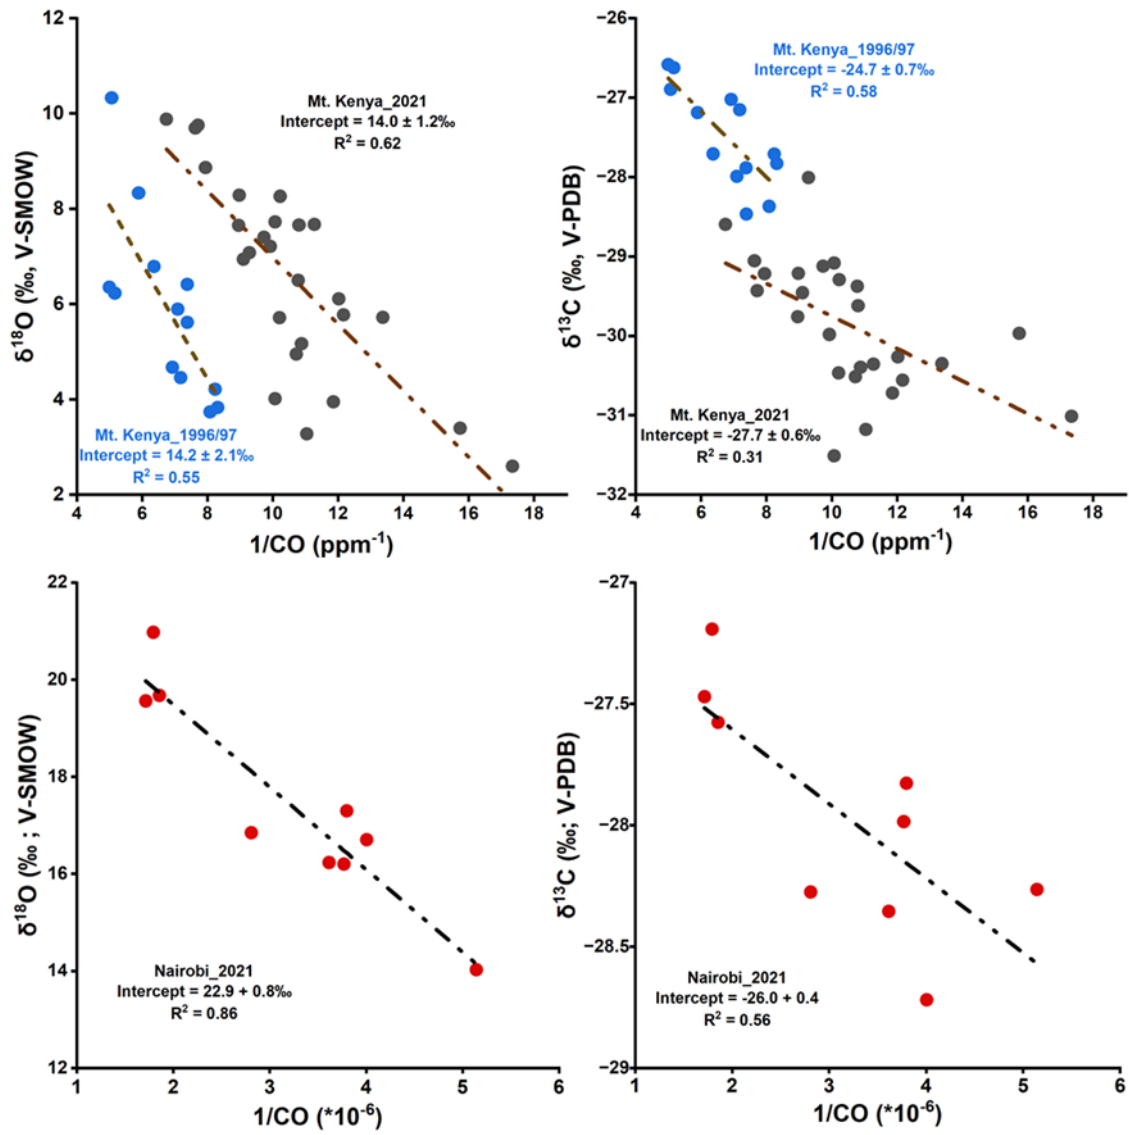 12
10
8
6
4
2
δ¹⁸O (‰, V-SMOW)
Mt. Kenya_2021
Intercept = 14.0 ± 1.2‰
R² = 0.62
Mt. Kenya_1996/97
Intercept = 14.2 ± 2.1‰
R² = 0.55
4 6 8 10 12 14 16 18
1/CO (ppm⁻¹)
−26
−27
−28
−29
−30
−31
−32
δ¹³C (‰, V-PDB)
Mt. Kenya_1996/97
Intercept = -24.7 ± 0.7‰
R² = 0.58
Mt. Kenya_2021
Intercept = -27.7 ± 0.6‰
R² = 0.31
4 6 8 10 12 14 16 18
1/CO (ppm⁻¹)
22
20
18
16
14
12
δ¹⁸O (‰ ; V-SMOW)
Nairobi_2021
Intercept = 22.9 + 0.8‰
R² = 0.86
1 2 3 4 5 6
1/CO (*10⁻⁶)
−27
−27.5
−28
−28.5
−29
δ¹³C (‰; V-PDB)
Nairobi_2021
Intercept = -26.0 + 0.4
R² = 0.56
1 2 3 4 5 6
1/CO (*10⁻⁶)